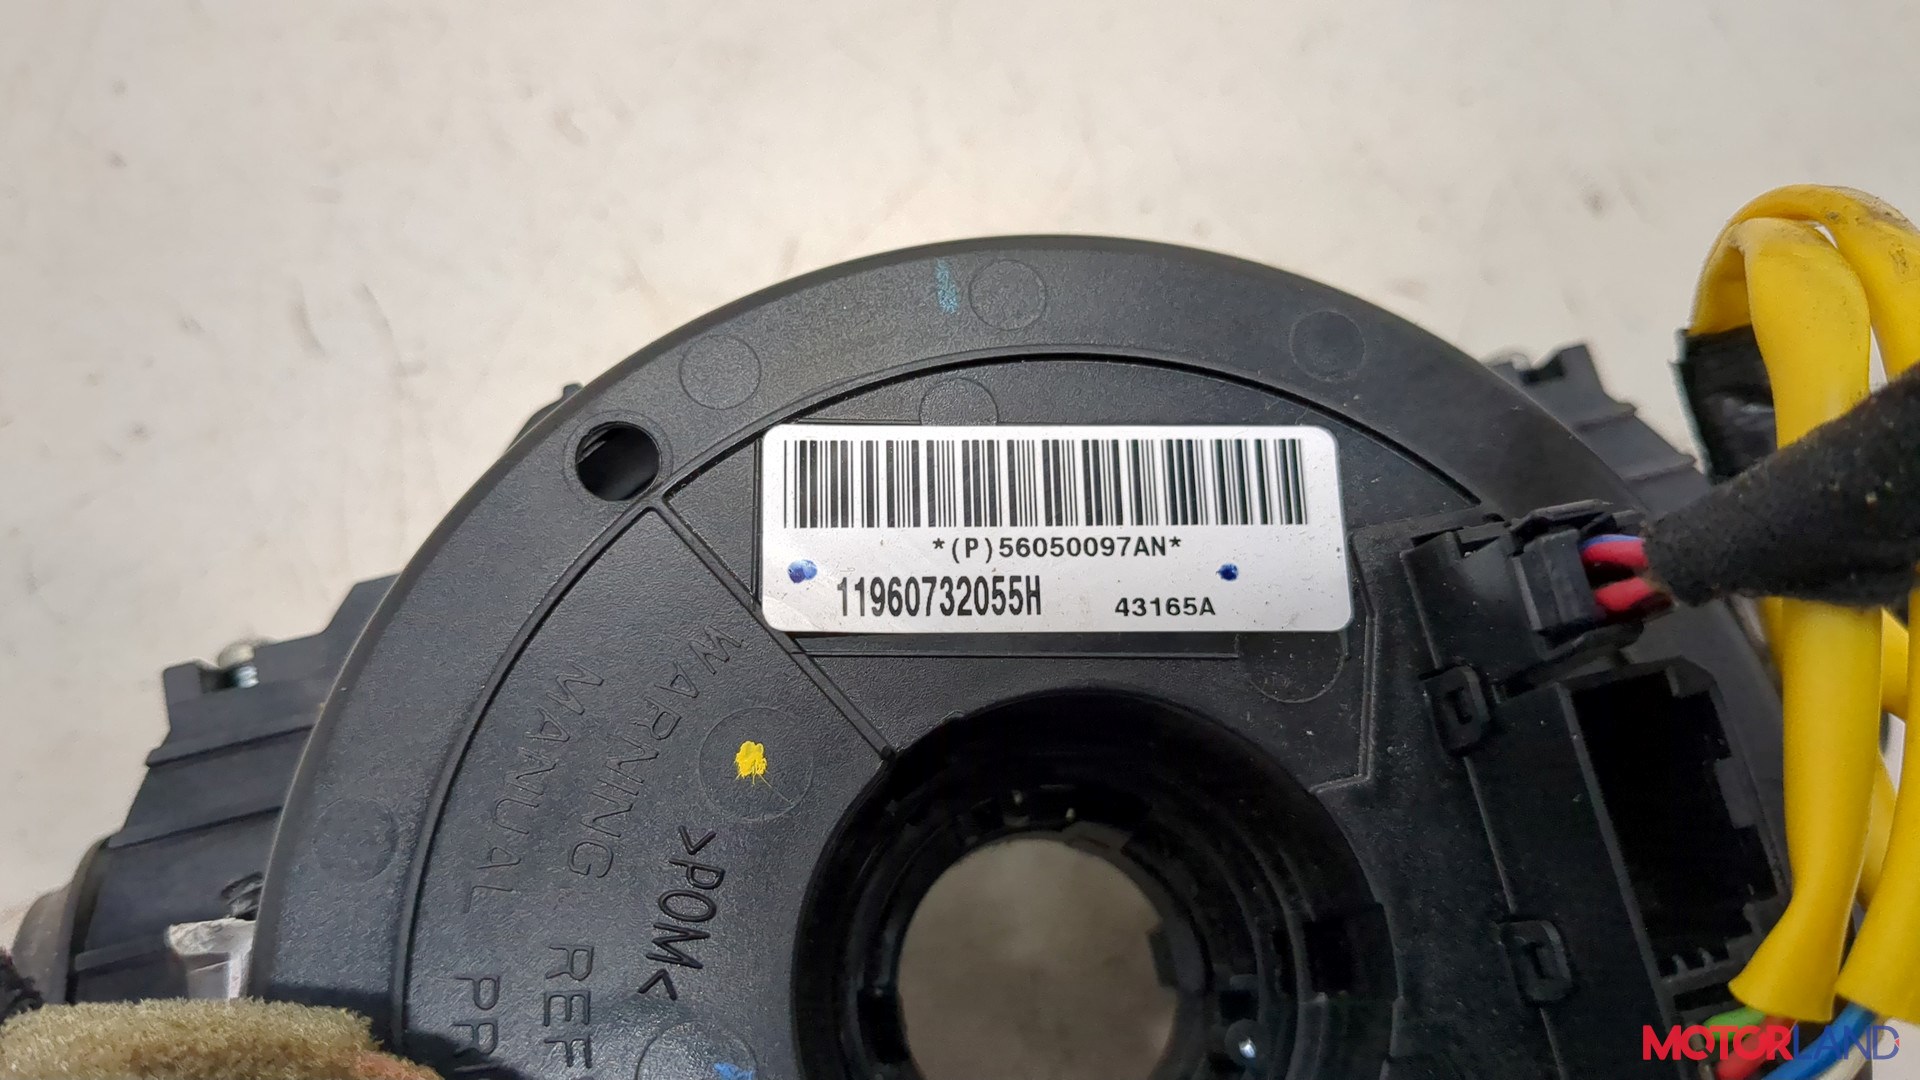 *(P)56050097AN*
11960732055H 43165A
WARNING REF
MANUAL
>POM<
MOTORLAND